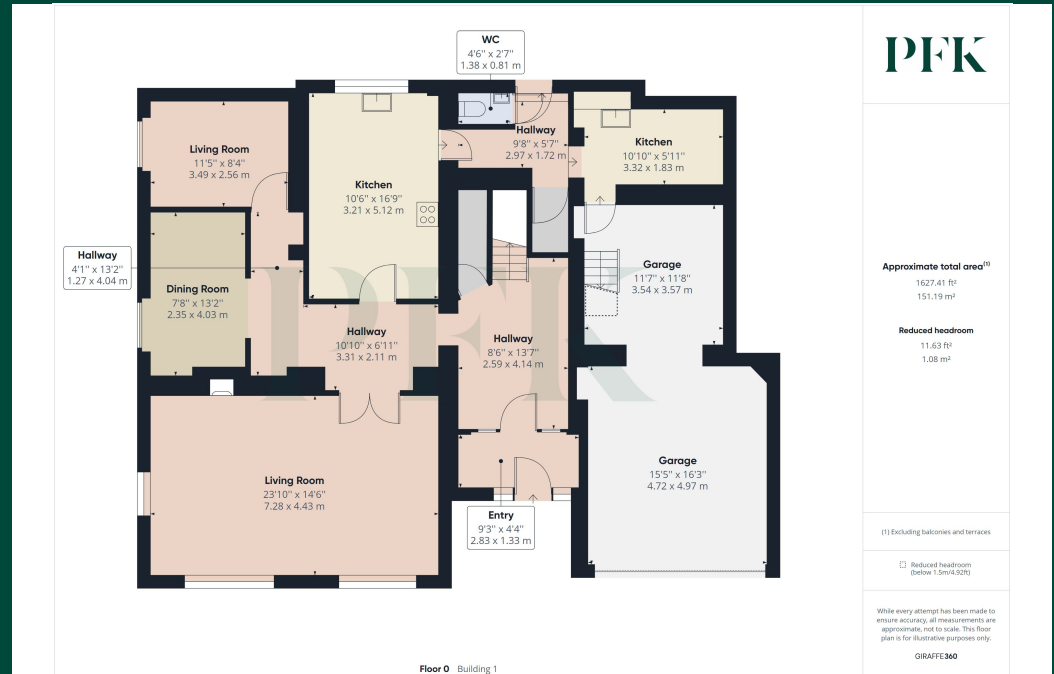 WC
4'6" x 2'7"
1.38 x 0.81 m
PFK
Living Room
11'5" x 8'4"
3.49 x 2.56 m
Kitchen
10'6" x 16'9"
3.21 x 5.12 m
Hallway
9'8" x 5'7"
2.97 x 1.72 m
Kitchen
10'10" x 5'11"
3.32 x 1.83 m
Hallway
4'1" x 13'2"
1.27 x 4.04 m
Dining Room
7'8" x 13'2"
2.35 x 4.03 m
Garage
11'7" x 11'8"
3.54 x 3.57 m
Hallway
10'10" x 6'11"
3.31 x 2.11 m
Hallway
8'6" x 13'7"
2.59 x 4.14 m
PFK
Living Room
23'10" x 14'6"
7.28 x 4.43 m
Garage
15'5" x 16'3"
4.72 x 4.97 m
Entry
9'3" x 4'4"
2.83 x 1.33 m
Approximate total area(1)
1627.41 ft²
151.19 m²
Reduced headroom
11.63 ft²
1.08 m²
(1) Excluding balconies and terraces
Reduced headroom
(below 1.5m/4.92ft)
While every attempt has been made to
ensure accuracy, all measurements are
approximate, not to scale. This floor
plan is for illustrative purposes only.
GIRAFFE360
Floor 0 Building 1